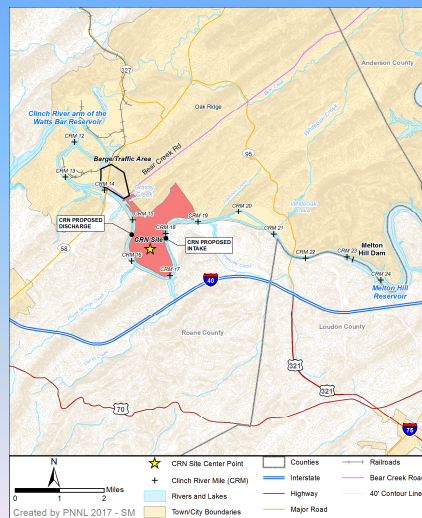 Anderson County
327
Clinch River arm of the
Watts Bar Reservoir
Oak Ridge
CRM 12
Bear Creek Rd
Barge/Traffic Area
95
CRM 13
CRM 14
CRM 15
CRM 19
CRM 20
CRN PROPOSED
DISCHARGE
CRM 18
CRM 21
CRN Site
CRN PROPOSED
INTAKE
58
CRM 16
CRM 17
CRM 22
CRM 23
Melton
Hill Dam
CRM 24
40
Melton Hill
Reservoir
Roane County
Loudon County
321
321
70
75
N
0 1 2 Miles
CRN Site Center Point
Clinch River Mile (CRM)
Rivers and Lakes
Town/City Boundaries
Counties
Interstate
Highway
Major Road
Railroads
Bear Creek Road
40' Contour Line
Created by PNNL 2017 - SM